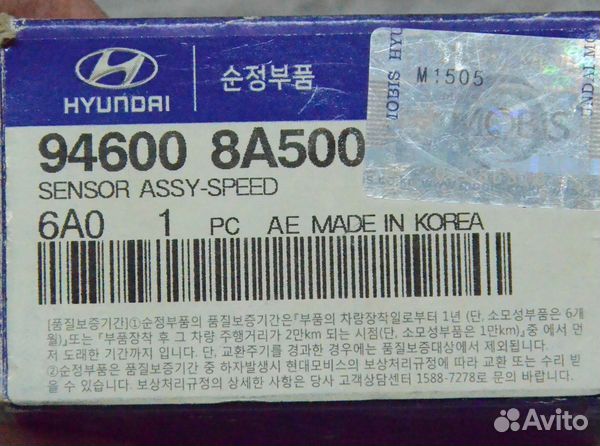 HYUNDAI
순정부품
MOBIS HYU
M1505
MOBIS
UNDAI MO
94600 8A500
SENSOR ASSY-SPEED
6A0 1 PC AE MADE IN KOREA
[품질보증기간]①순정부품의 품질보증기간은「부품의 차량장착일로부터 1년 (단, 소모성부품은 6개
월)」또는 「부품장착 후 그 차량 주행거리가 2만km 되는 시점(단, 소모성부품은 1만km)」중 에서 먼
저 도래한 기간까지 입니다. 단, 교환주기를 경과한 경우에는 품질보증대상에서 제외됩니다.
②순정부품의 품질보증기간 중 하자발생시 현대모비스의 보상처리규정에 따라 교환 또는 수리 받
을 수 있습니다. 보상처리규정의 상세한 사항은 당사 고객상담센터 1588-7278로 문의 바랍니다.
Avito